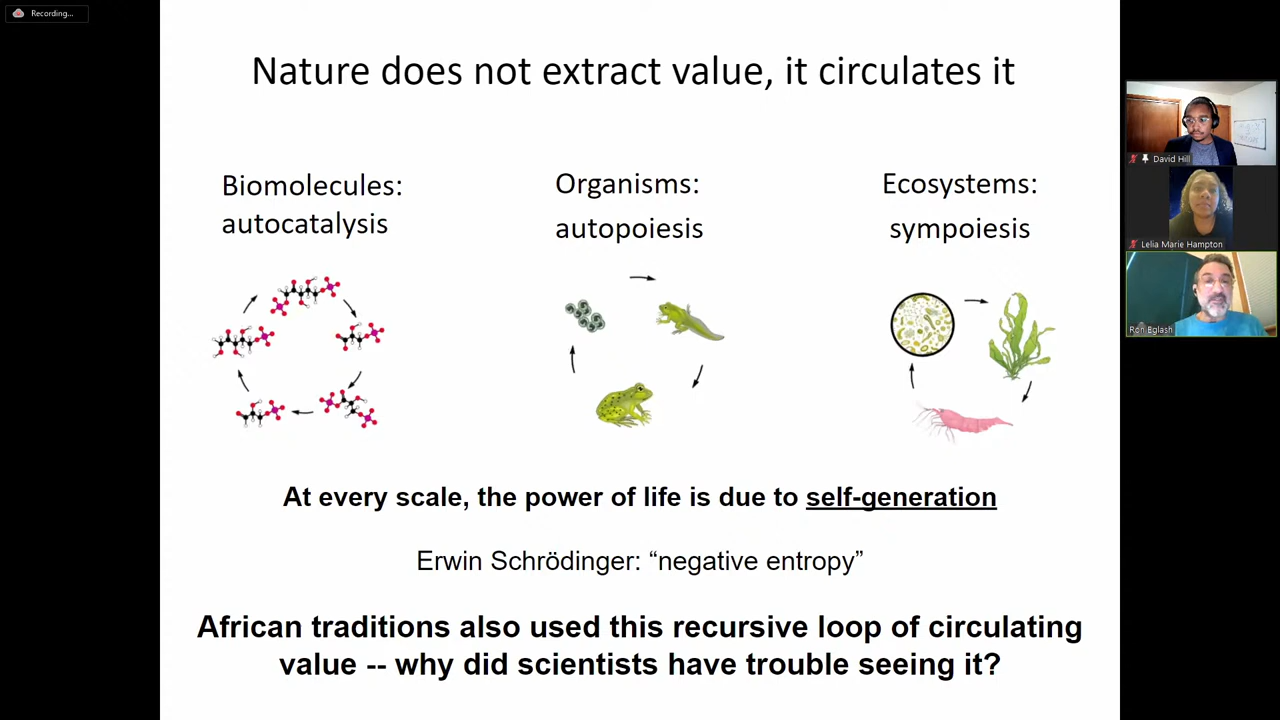 Recording...
Nature does not extract value, it circulates it
Biomolecules:
autocatalysis
Organisms:
autopoiesis
Ecosystems:
sympoiesis
At every scale, the power of life is due to self-generation
Erwin Schrödinger: “negative entropy”
African traditions also used this recursive loop of circulating
value -- why did scientists have trouble seeing it?
David Hill
Lelia Marie Hampton
Ron Eglash